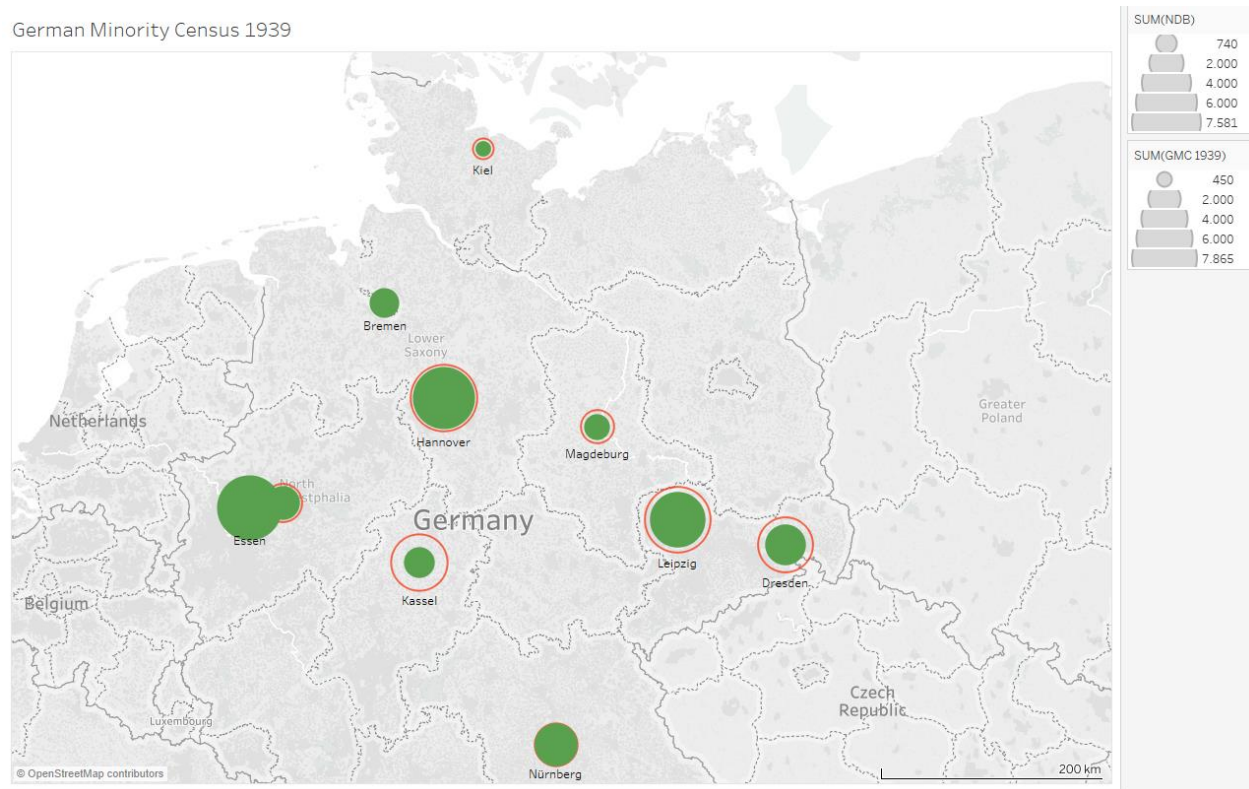 German Minority Census 1939
SUM(NDB)
740
2.000
4.000
6.000
7.581
SUM(GMC 1939)
450
2.000
4.000
6.000
7.865
Kiel
Bremen
Lower
Saxony
Netherlands
Greater
Poland
Hannover
Magdeburg
North
stphalia
Germany
Essen
Leipzig
Dresden
Kassel
Belgium
Czech
Republic
Luxembourg
Nürnberg
© OpenStreetMap contributors
200 km